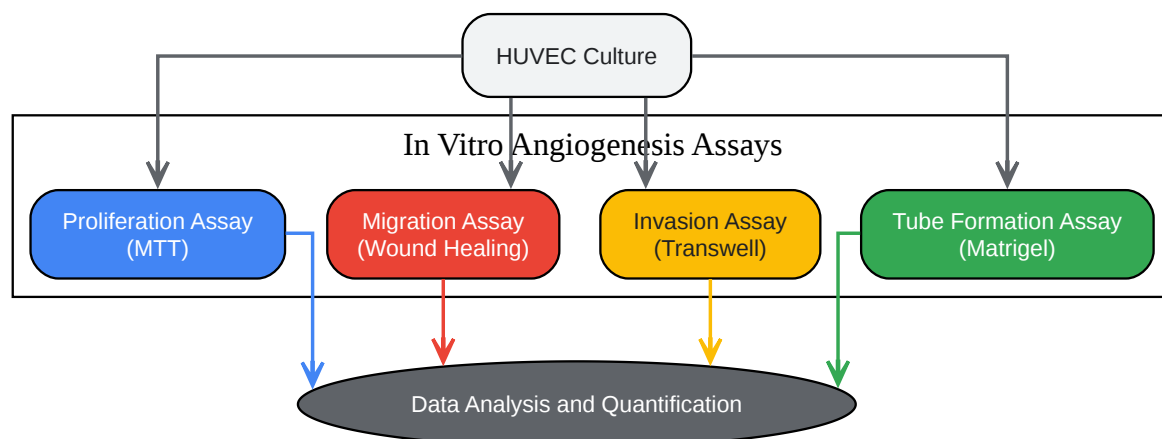 HUVEC Culture
In Vitro Angiogenesis Assays
Proliferation Assay
(MTT)
Migration Assay
(Wound Healing)
Invasion Assay
(Transwell)
Tube Formation Assay
(Matrigel)
Data Analysis and Quantification